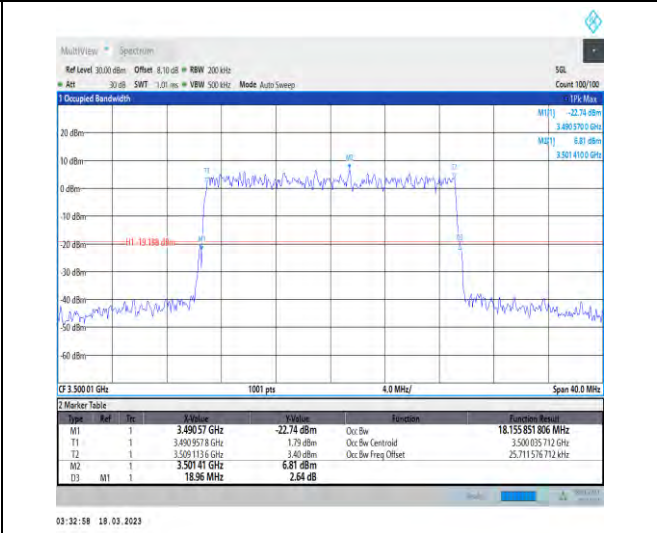 MultiView Spectrum
Ref Level 30.00 dBm Offset 8.10 dB RBW 200 kHz SGL
Att 30 dB SWT 1.01 ms VBW 500 kHz Mode Auto Sweep Count 100/100
1 Occupied Bandwidth 1Pk Max
M1[1] -22.74 dBm
3.490 570 0 GHz
M2[1] 6.81 dBm
3.501 410 0 GHz
20 dBm
10 dBm
0 dBm
-10 dBm
-20 dBm
-30 dBm
-40 dBm
-50 dBm
-60 dBm
H1 -19.188 dBm
M1
T1
M2
T2
D3
CF 3.500 01 GHz 1001 pts 4.0 MHz/ Span 40.0 MHz
2 Marker Table
Type Ref Trc X-Value Y-Value Function Function Result
M1 1 3.490 57 GHz -22.74 dBm Occ Bw 18.155 851 806 MHz
T1 1 3.490 957 8 GHz 1.79 dBm Occ Bw Centroid 3.500 035 712 GHz
T2 1 3.509 113 6 GHz 3.40 dBm Occ Bw Freq Offset 25.711 576 712 kHz
M2 1 3.501 41 GHz 6.81 dBm
D3 M1 1 18.96 MHz 2.64 dB
03:32:58 18.03.2023